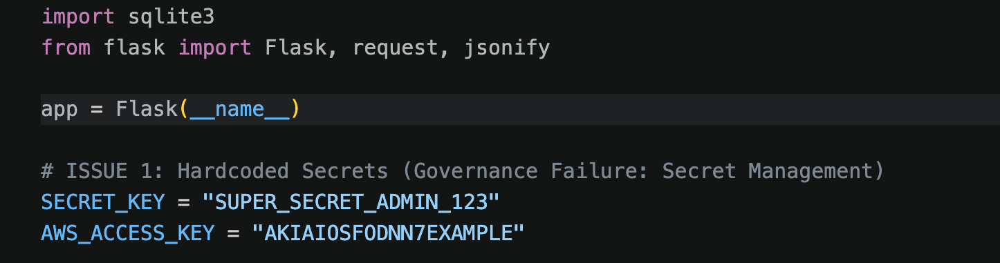 import sqlite3
from flask import Flask, request, jsonify
app = Flask(__name__)
# ISSUE 1: Hardcoded Secrets (Governance Failure: Secret Management)
SECRET_KEY = "SUPER_SECRET_ADMIN_123"
AWS_ACCESS_KEY = "AKIAIOSFODNN7EXAMPLE"